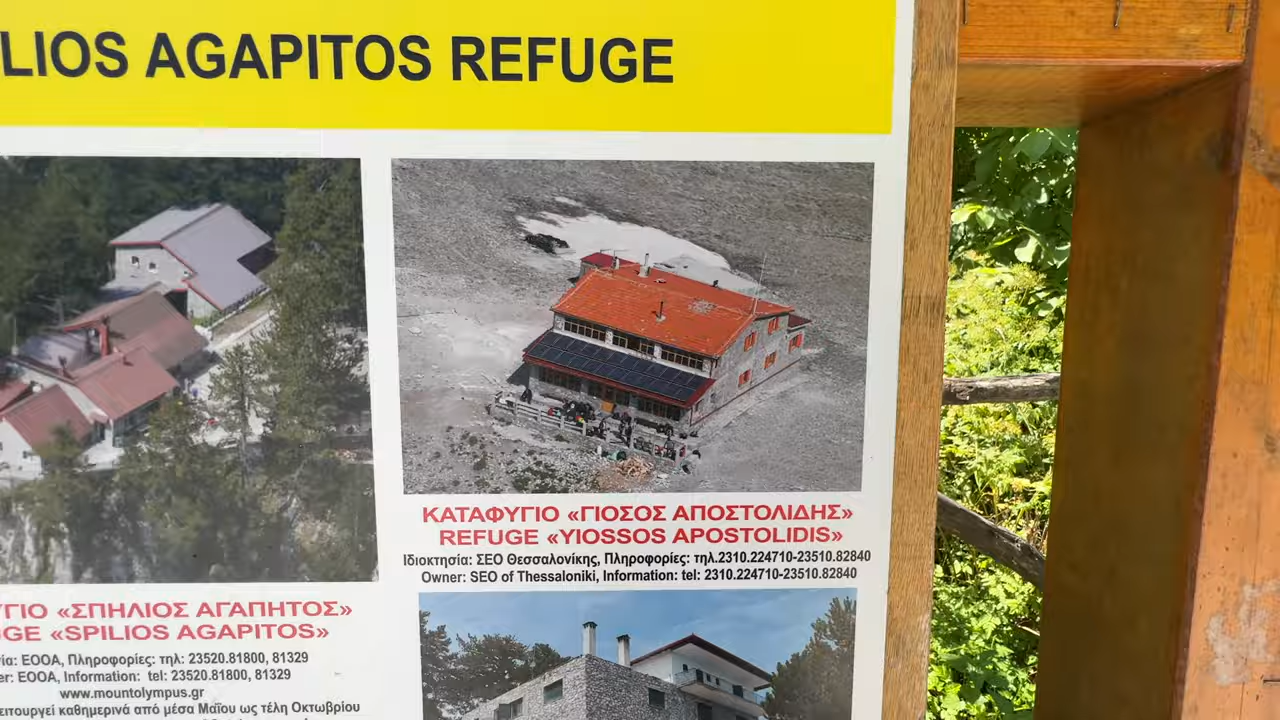 LIOS AGAPITOS REFUGE
ΚΑΤΑΦΥΓΙΟ «ΓΙΟΣΟΣ ΑΠΟΣΤΟΛΙΔΗΣ»
REFUGE «YIOSSOS APOSTOLIDIS»
Ιδιοκτησία: ΣΕΟ Θεσσαλονίκης, Πληροφορίες: τηλ.2310.224710-23510.82840
Owner: SEO of Thessaloniki, Information: tel: 2310.224710-23510.82840
ΥΓΙΟ «ΣΠΗΛΙΟΣ ΑΓΑΠΗΤΟΣ»
GE «SPILIOS AGAPITOS»
ία: ΕΟΟΑ, Πληροφορίες: τηλ: 23520.81800, 81329
er: EOOA, Information: tel: 23520.81800, 81329
www.mountolympus.gr
ειτουργεί καθημερινά από μέσα Μαΐου ως τέλη Οκτωβρίου